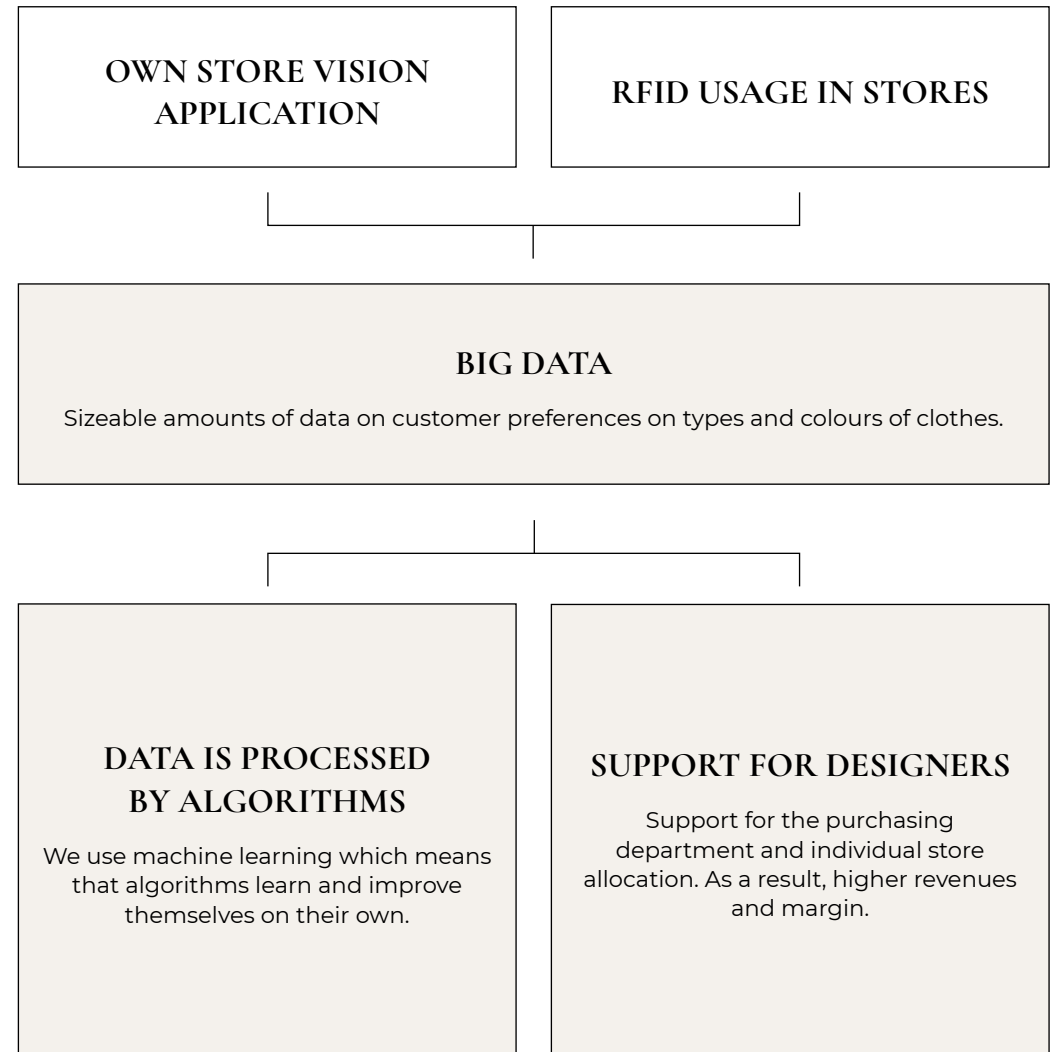 OWN STORE VISION
APPLICATION
RFID USAGE IN STORES
BIG DATA
Sizeable amounts of data on customer preferences on types and colours of clothes.
DATA IS PROCESSED
BY ALGORITHMS
We use machine learning which means
that algorithms learn and improve
themselves on their own.
SUPPORT FOR DESIGNERS
Support for the purchasing
department and individual store
allocation. As a result, higher revenues
and margin.